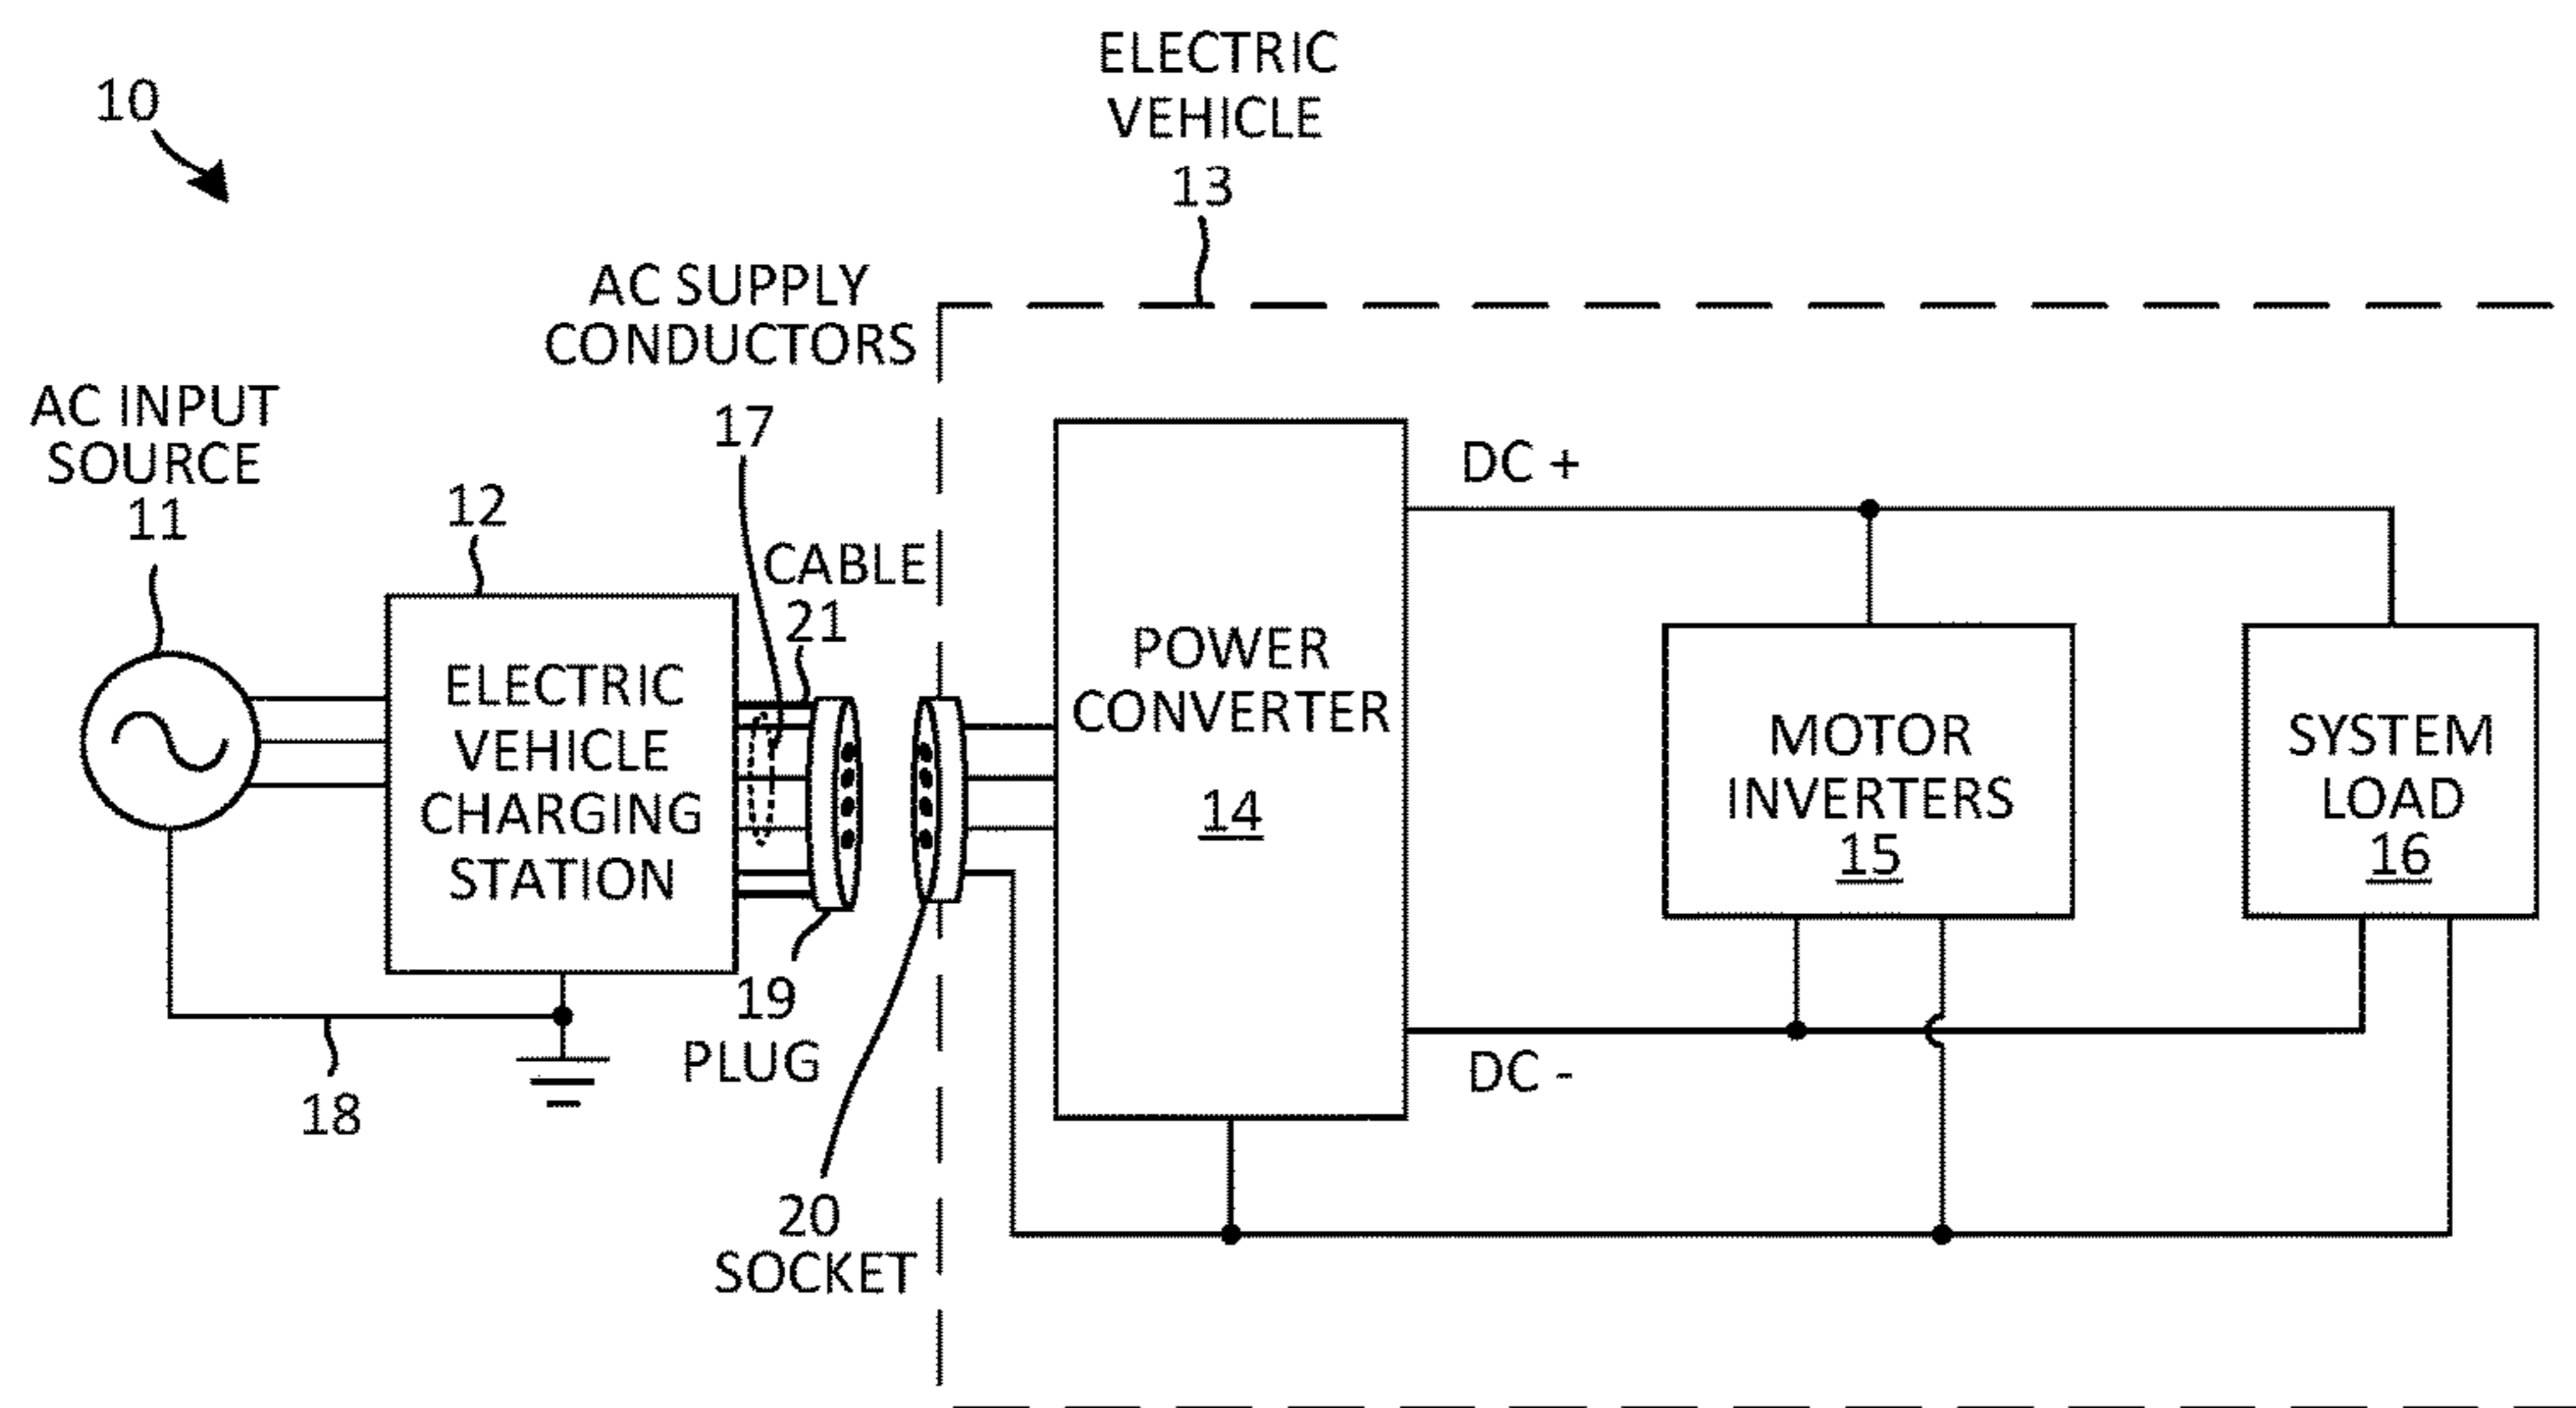 10
ELECTRIC
VEHICLE
13
AC SUPPLY
CONDUCTORS
17
AC INPUT
SOURCE
11
12
CABLE
21
ELECTRIC
VEHICLE
CHARGING
STATION
18
19
PLUG
20
SOCKET
POWER
CONVERTER
14
DC +
DC -
MOTOR
INVERTERS
15
SYSTEM
LOAD
16